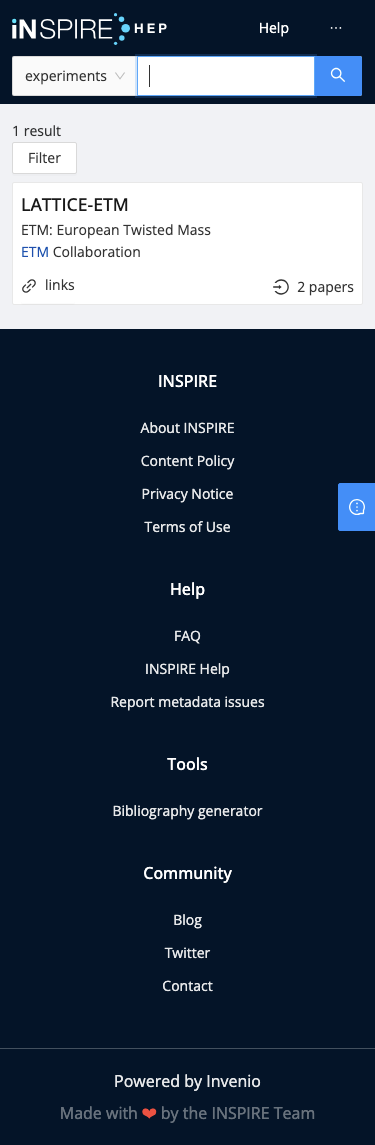 iNSPIRE HEP
Help
···
experiments
1 result
Filter
LATTICE-ETM
ETM: European Twisted Mass
ETM Collaboration
links
2 papers
INSPIRE
About INSPIRE
Content Policy
Privacy Notice
Terms of Use
Help
FAQ
INSPIRE Help
Report metadata issues
Tools
Bibliography generator
Community
Blog
Twitter
Contact
Powered by Invenio
Made with ❤ by the INSPIRE Team